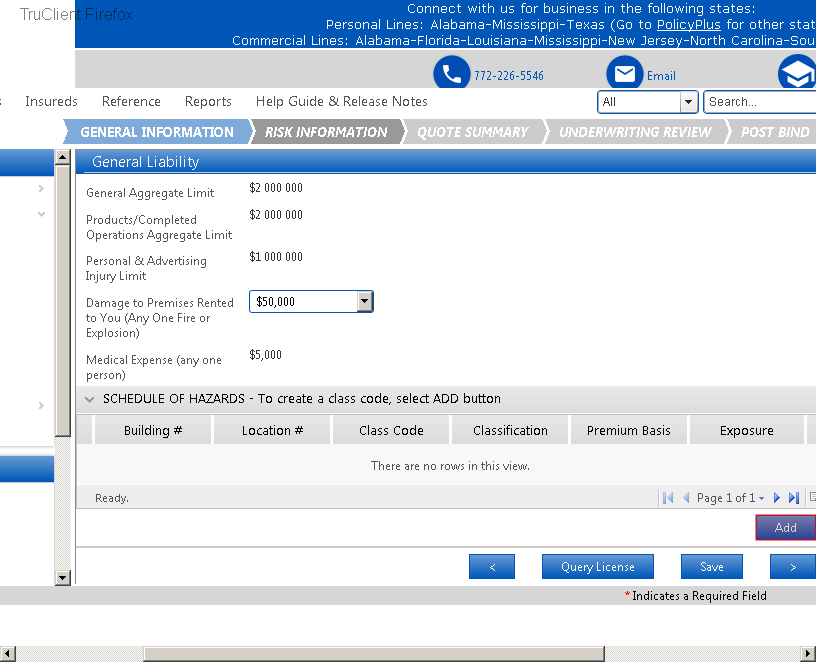 TruClient Firefox
Connect with us for business in the following states:
Personal Lines: Alabama-Mississippi-Texas (Go to PolicyPlus for other stat
Commercial Lines: Alabama-Florida-Louisiana-Mississippi-New Jersey-North Carolina-Sou
772-226-5546
Email
Insureds Reference Reports Help Guide & Release Notes
All Search...
GENERAL INFORMATION RISK INFORMATION QUOTE SUMMARY UNDERWRITING REVIEW POST BIND
General Liability
General Aggregate Limit $2 000 000
Products/Completed $2 000 000
Operations Aggregate Limit
Personal & Advertising $1 000 000
Injury Limit
Damage to Premises Rented $50,000
to You (Any One Fire or
Explosion)
Medical Expense (any one $5,000
person)
SCHEDULE OF HAZARDS - To create a class code, select ADD button
Building # Location # Class Code Classification Premium Basis Exposure
There are no rows in this view.
Ready. Page 1 of 1
Add
< Query License Save >
* Indicates a Required Field